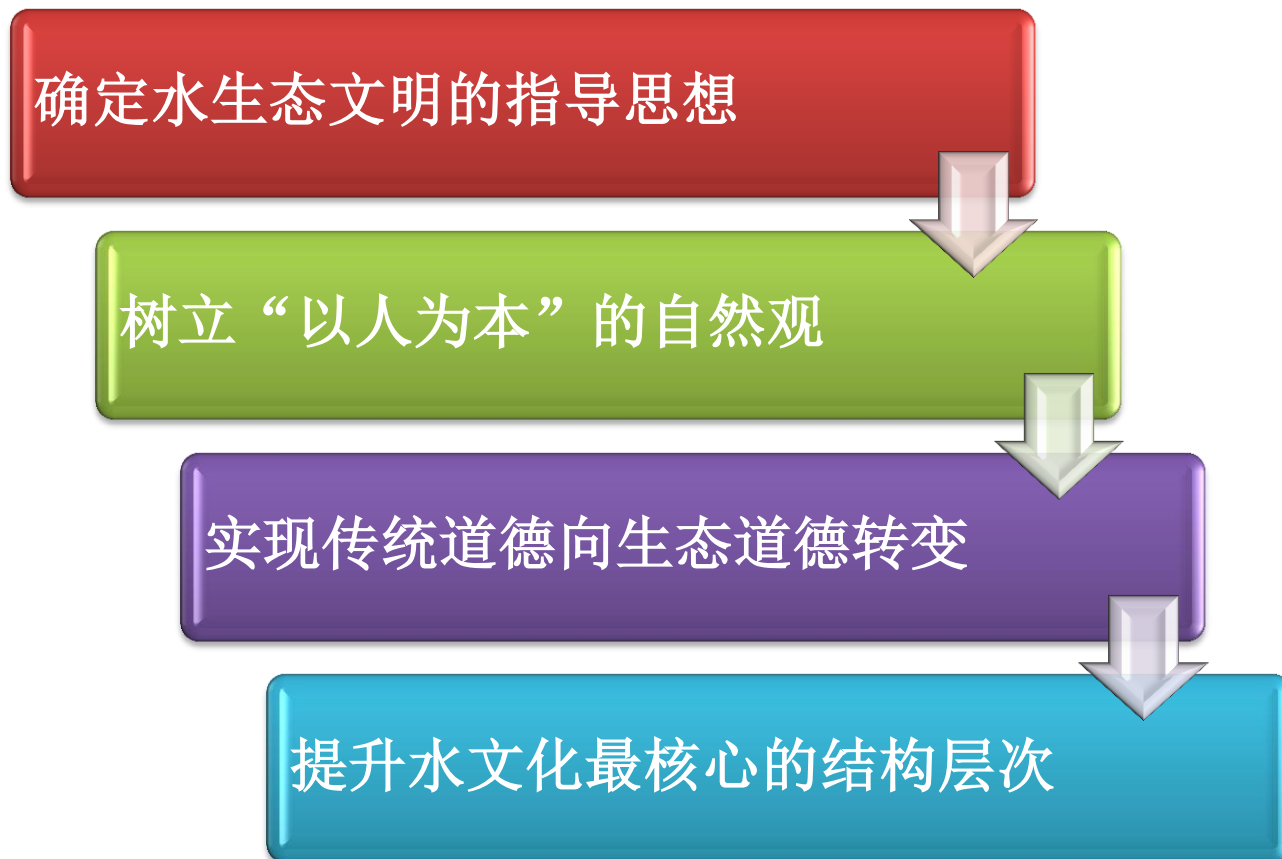 确定水生态文明的指导思想
树立“以人为本”的自然观
实现传统道德向生态道德转变
提升水文化最核心的结构层次